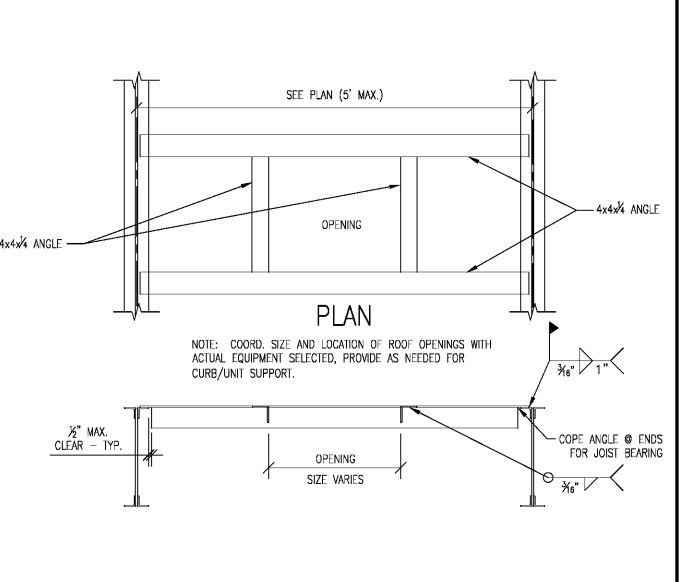 SEE PLAN (5' MAX.)
4x4x¼ ANGLE
OPENING
4x4x¼ ANGLE
PLAN
NOTE: COORD. SIZE AND LOCATION OF ROOF OPENINGS WITH
ACTUAL EQUIPMENT SELECTED, PROVIDE AS NEEDED FOR
CURB/UNIT SUPPORT.
3/16" 1"
½" MAX.
CLEAR - TYP.
COPE ANGLE @ ENDS
FOR JOIST BEARING
OPENING
SIZE VARIES
3/16"